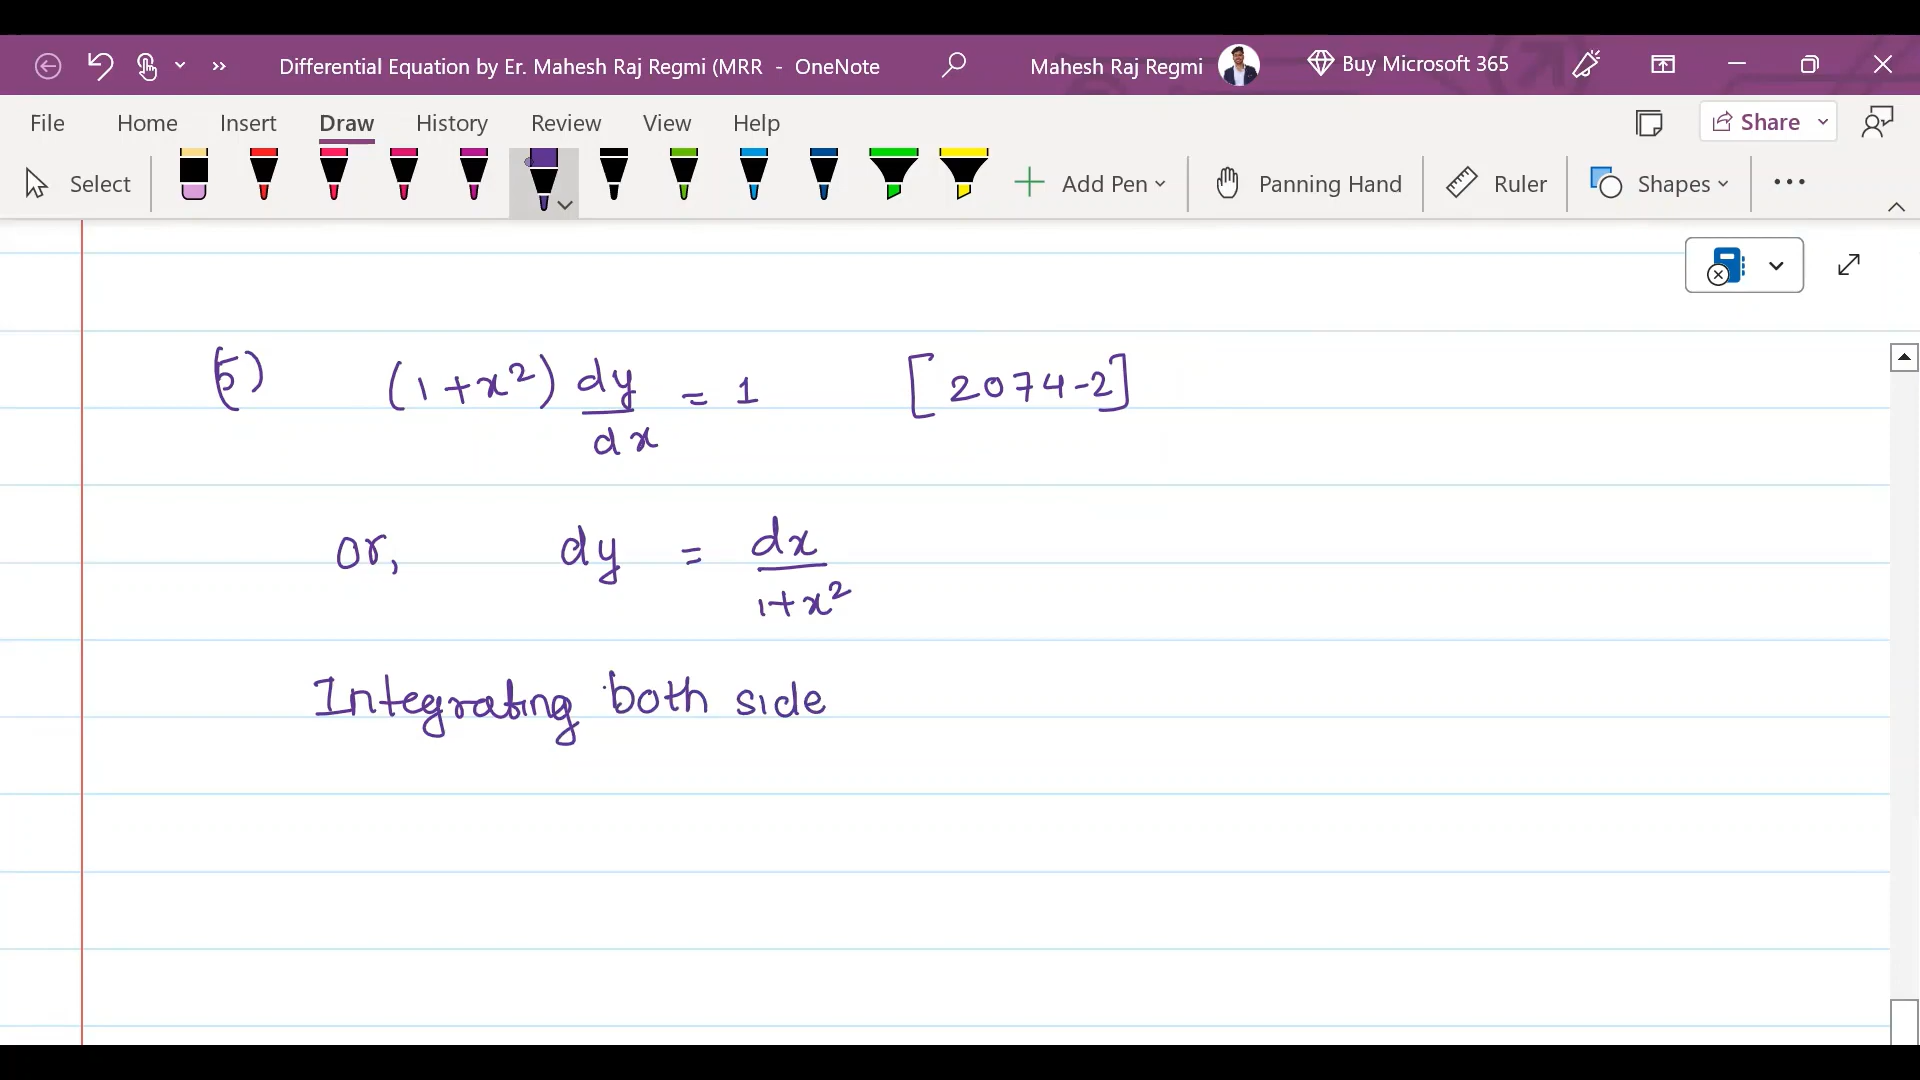 Differential Equation by Er. Mahesh Raj Regmi (MRR - OneNote Mahesh Raj Regmi Buy Microsoft 365
File Home Insert Draw History Review View Help Share
Select Add Pen Panning Hand Ruler Shapes
(5) (1+x²) dy/dx = 1 [2074-2]
or, dy = dx/1+x²
Integrating both side